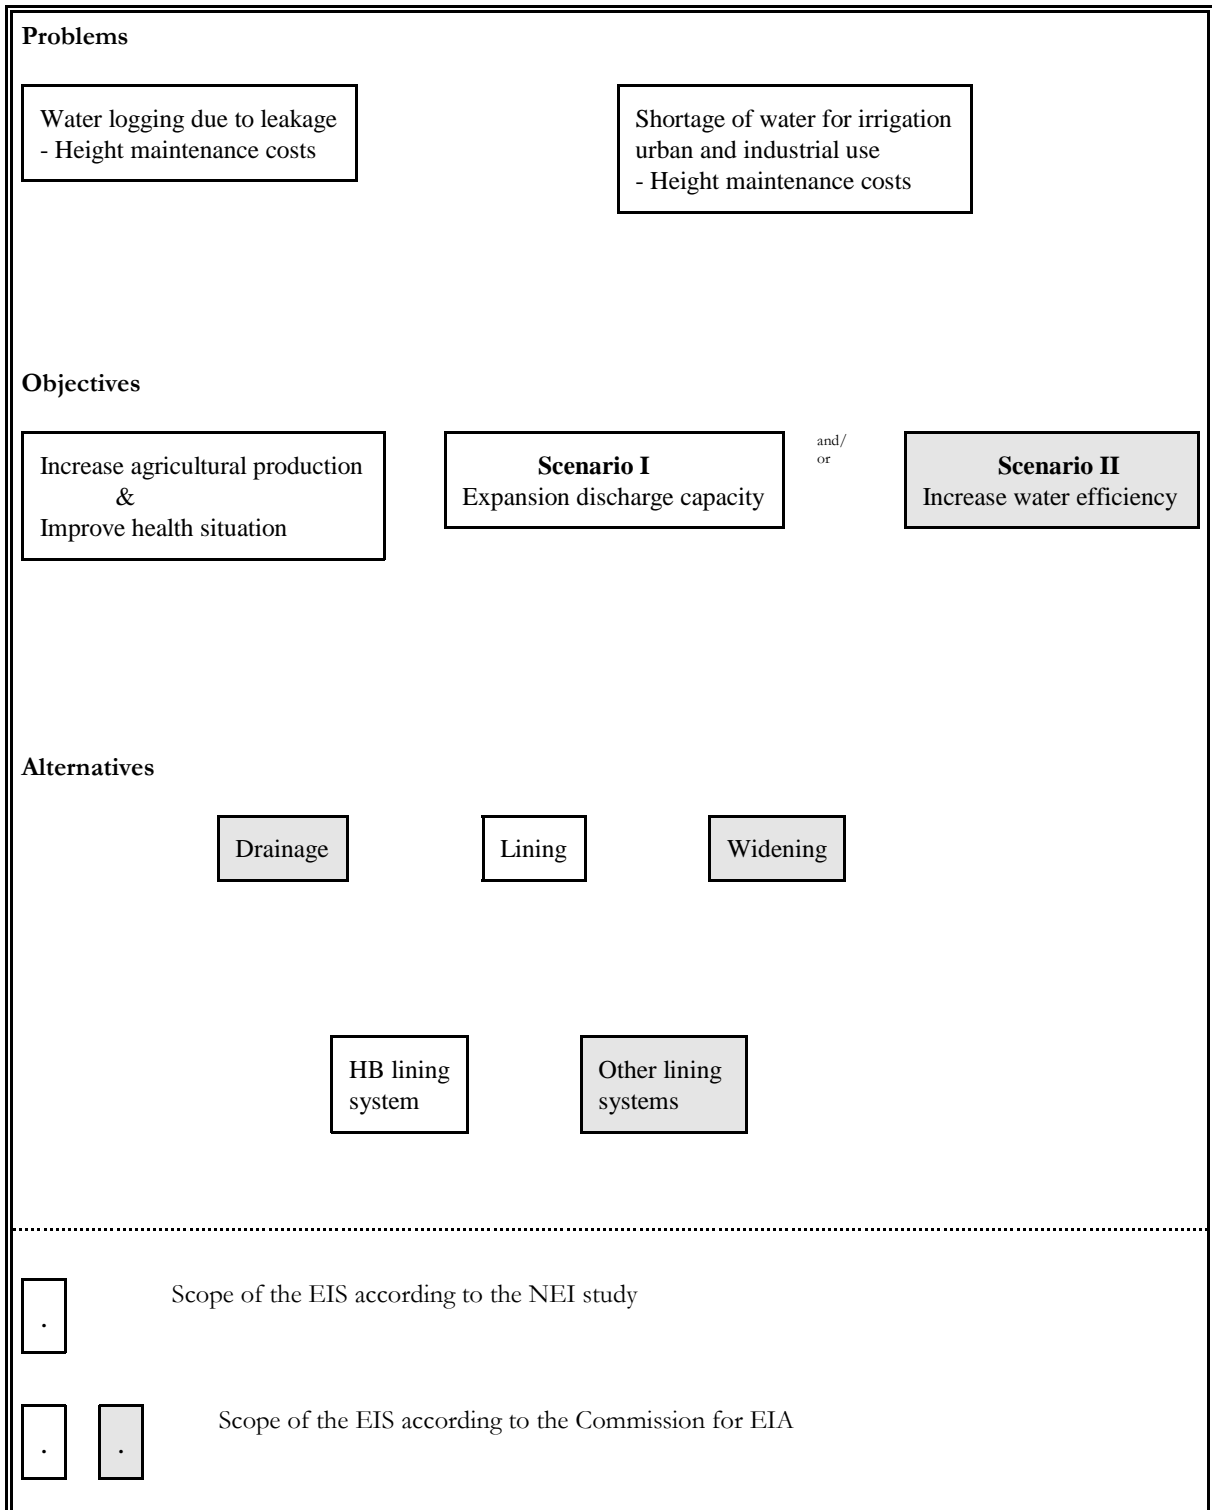 Problems
Water logging due to leakage
- Height maintenance costs
Shortage of water for irrigation
urban and industrial use
- Height maintenance costs
Objectives
Increase agricultural production
&
Improve health situation
Scenario I
Expansion discharge capacity
and/
or
Scenario II
Increase water efficiency
Alternatives
Drainage
Lining
Widening
HB lining
system
Other lining
systems
.
Scope of the EIS according to the NEI study
.
.
Scope of the EIS according to the Commission for EIA